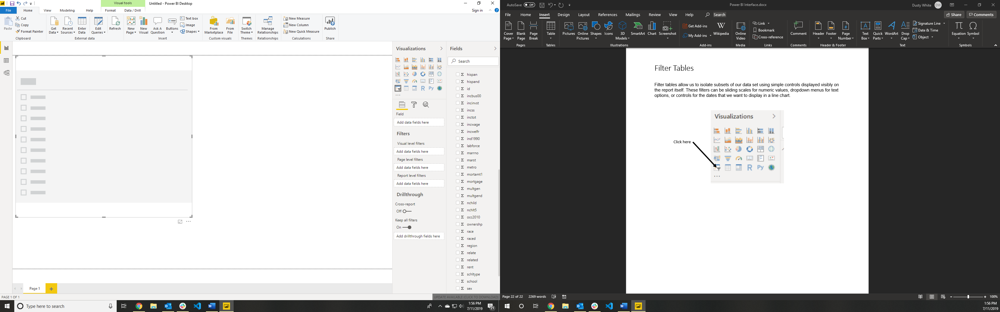 Visual tools
Untitled - Power BI Desktop
File Home View Modeling Help Format Data / Drill
Sign in
Paste
Cut
Copy
Format Painter
Clipboard
Get Data
Recent Sources
Enter Data
Edit Queries
Refresh
External data
New Page
New Visual
Ask A Question
Buttons
Text box
Image
Shapes
Insert
From Marketplace
From File
Custom visuals
Switch Theme
Themes
Manage Relationships
Relationships
New Measure
New Column
New Quick Measure
Calculations
Publish
Share
Visualizations
R Py
Field
Add data fields here
Filters
Visual level filters
Add data fields here
Page level filters
Add data fields here
Report level filters
Add data fields here
Drillthrough
Cross-report
Off
Keep all filters
On
Add drillthrough fields here
Fields
Search
Σ hispan
Σ hispand
Σ id
Σ incbus00
Σ incinvst
Σ incss
Σ inctot
Σ incwage
Σ incwelfr
Σ ind1990
Σ labforce
Σ marrno
Σ marst
Σ metro
Σ mortamt1
Σ mortgage
Σ multgen
Σ multgend
Σ nchild
Σ nchlt5
Σ occ2010
Σ ownershp
Σ race
Σ raced
Σ region
Σ relate
Σ related
Σ rent
Σ schltype
Σ school
Σ sex
Page 1
PAGE 1 OF 1
UPDATE AVAILABLE (CLICK TO DOWNLOAD)
Type here to search
1:56 PM
7/11/2019
21
AutoSave Off
Power BI Interface.docx
Dusty White DW
File Home Insert Design Layout References Mailings Review View Help Search
Share Comments
Cover Page
Blank Page
Page Break
Pages
Table
Tables
Pictures
Online Pictures
Shapes
Icons
3D Models
SmartArt
Chart
Screenshot
Illustrations
Get Add-ins
My Add-ins
Wikipedia
Add-ins
Online Video
Media
Link
Bookmark
Cross-reference
Links
Comment
Comments
Header
Footer
Page Number
Header & Footer
Text Box
Quick Parts
WordArt
Drop Cap
Signature Line
Date & Time
Object
Text
Equation
Symbol
Symbols
Filter Tables
Filter tables allow us to isolate subsets of our data set using simple controls displayed visibly on
the report itself. These filters can be sliding scales for numeric values, dropdown menus for text
options, or controls for the dates that we want to display in a line chart.
Visualizations
Click here
R Py
Page 22 of 22 2269 words
100%
1:56 PM
7/11/2019